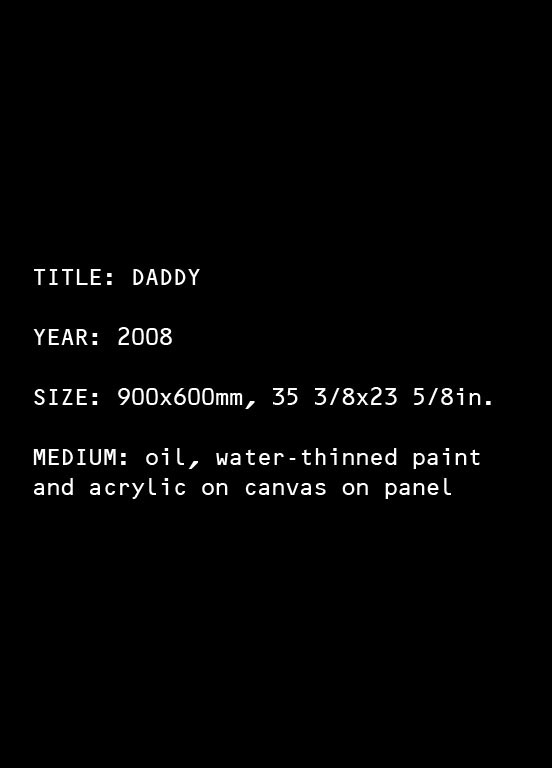 TITLE: DADDY
YEAR: 2008
SIZE: 900x600mm, 35 3/8x23 5/8in.
MEDIUM: oil, water-thinned paint
and acrylic on canvas on panel